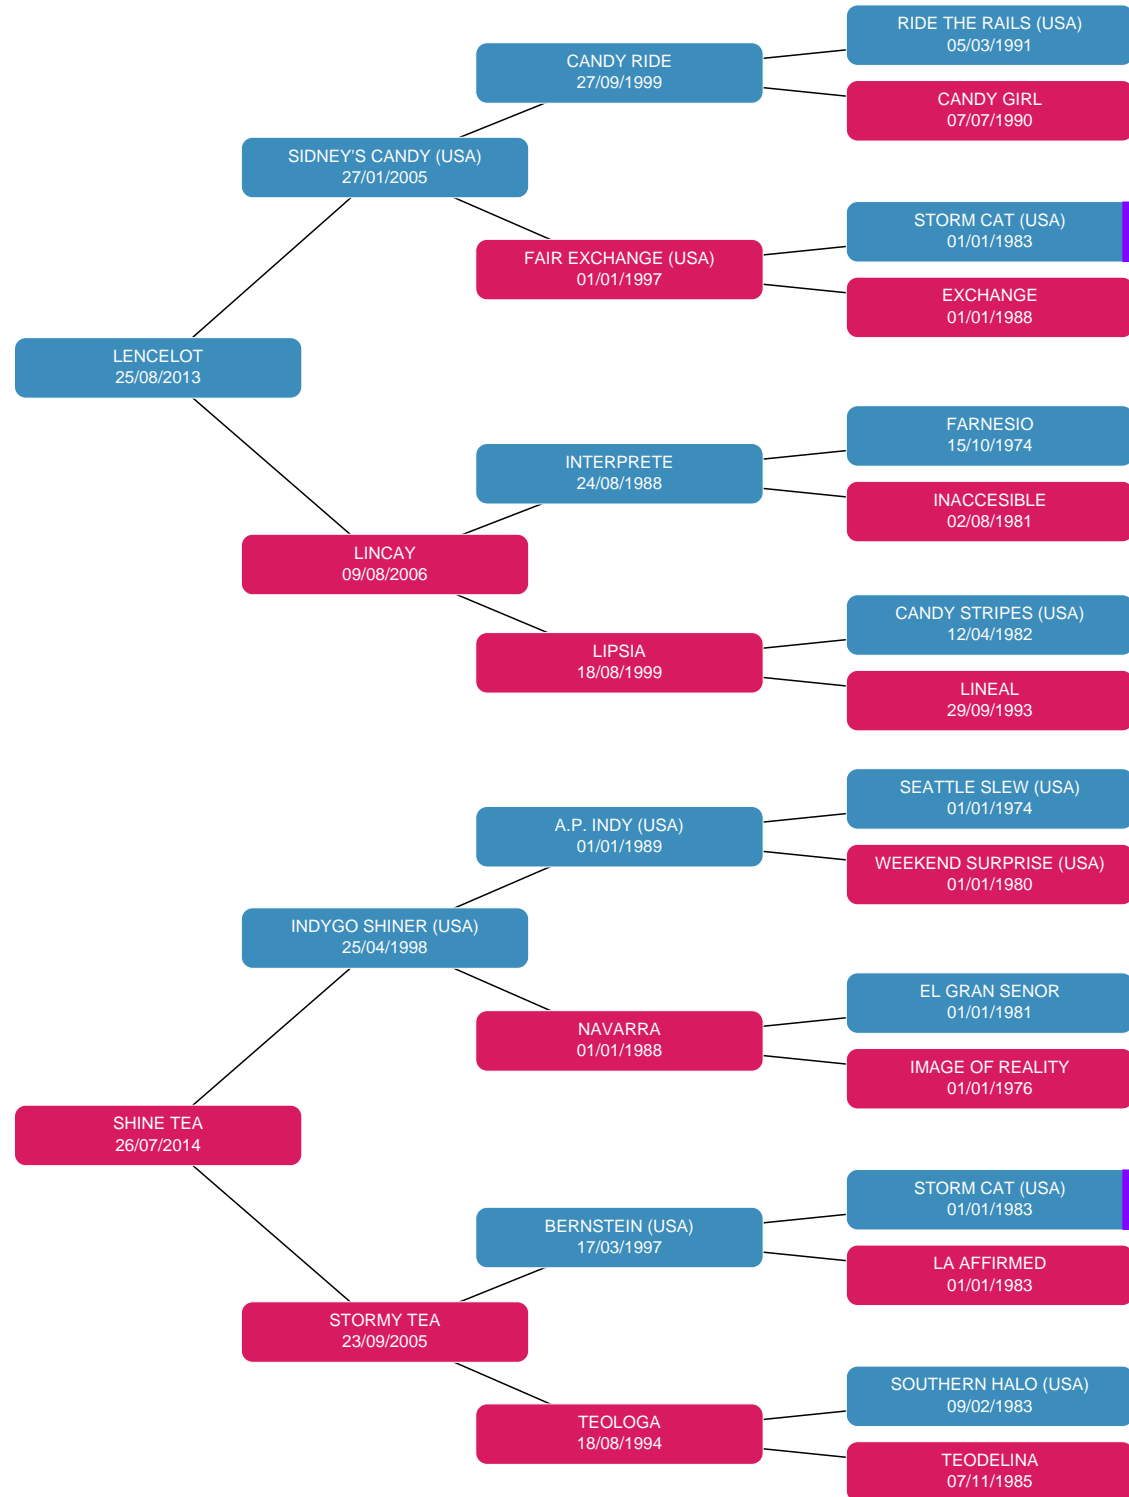 RIDE THE RAILS (USA)
05/03/1991
CANDY RIDE
27/09/1999
CANDY GIRL
07/07/1990
SIDNEY'S CANDY (USA)
27/01/2005
STORM CAT (USA)
01/01/1983
FAIR EXCHANGE (USA)
01/01/1997
EXCHANGE
01/01/1988
LENCELOT
25/08/2013
FARNESIO
15/10/1974
INTERPRETE
24/08/1988
INACCESIBLE
02/08/1981
LINCAY
09/08/2006
CANDY STRIPES (USA)
12/04/1982
LIPSIA
18/08/1999
LINEAL
29/09/1993
SEATTLE SLEW (USA)
01/01/1974
A.P. INDY (USA)
01/01/1989
WEEKEND SURPRISE (USA)
01/01/1980
INDYGO SHINER (USA)
25/04/1998
EL GRAN SENOR
01/01/1981
NAVARRA
01/01/1988
IMAGE OF REALITY
01/01/1976
SHINE TEA
26/07/2014
STORM CAT (USA)
01/01/1983
BERNSTEIN (USA)
17/03/1997
LA AFFIRMED
01/01/1983
STORMY TEA
23/09/2005
SOUTHERN HALO (USA)
09/02/1983
TEOLOGA
18/08/1994
TEODELINA
07/11/1985